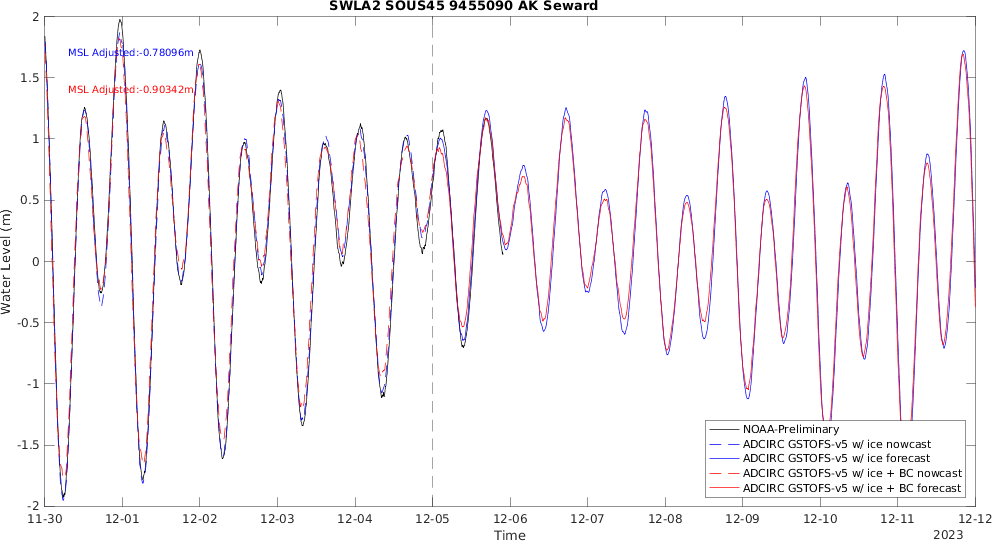 SWLA2 SOUS45 9455090 AK Seward
MSL Adjusted:-0.78096m
MSL Adjusted:-0.90342m
Water Level (m)
2
1.5
1
0.5
0
-0.5
-1
-1.5
-2
NOAA-Preliminary
ADCIRC GSTOFS-v5 w/ ice nowcast
ADCIRC GSTOFS-v5 w/ ice forecast
ADCIRC GSTOFS-v5 w/ ice + BC nowcast
ADCIRC GSTOFS-v5 w/ ice + BC forecast
11-30 12-01 12-02 12-03 12-04 12-05 12-06 12-07 12-08 12-09 12-10 12-11 12-12
Time
2023